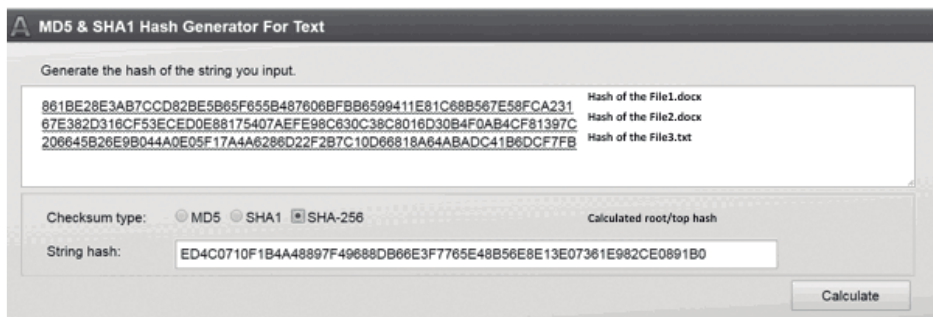 MD5 & SHA1 Hash Generator For Text
Generate the hash of the string you input.
861BE28E3AB7CCD82BE5B65F655B487606BFBB6599411E81C68B567E58FCA231 Hash of the File1.docx
67E382D316CF53ECED0E88175407AEFE98C630C38C8016D30B4F0AB4CF81397C Hash of the File2.docx
206645B26E9B044A0E05F17A4A6286D22F2B7C10D66818A64ABADC41B6DCF7FB Hash of the File3.txt
Checksum type: MD5 SHA1 SHA-256 Calculated root/top hash
String hash: ED4C0710F1B4A48897F49688DB66E3F7765E48B56E8E13E07361E982CE0891B0
Calculate